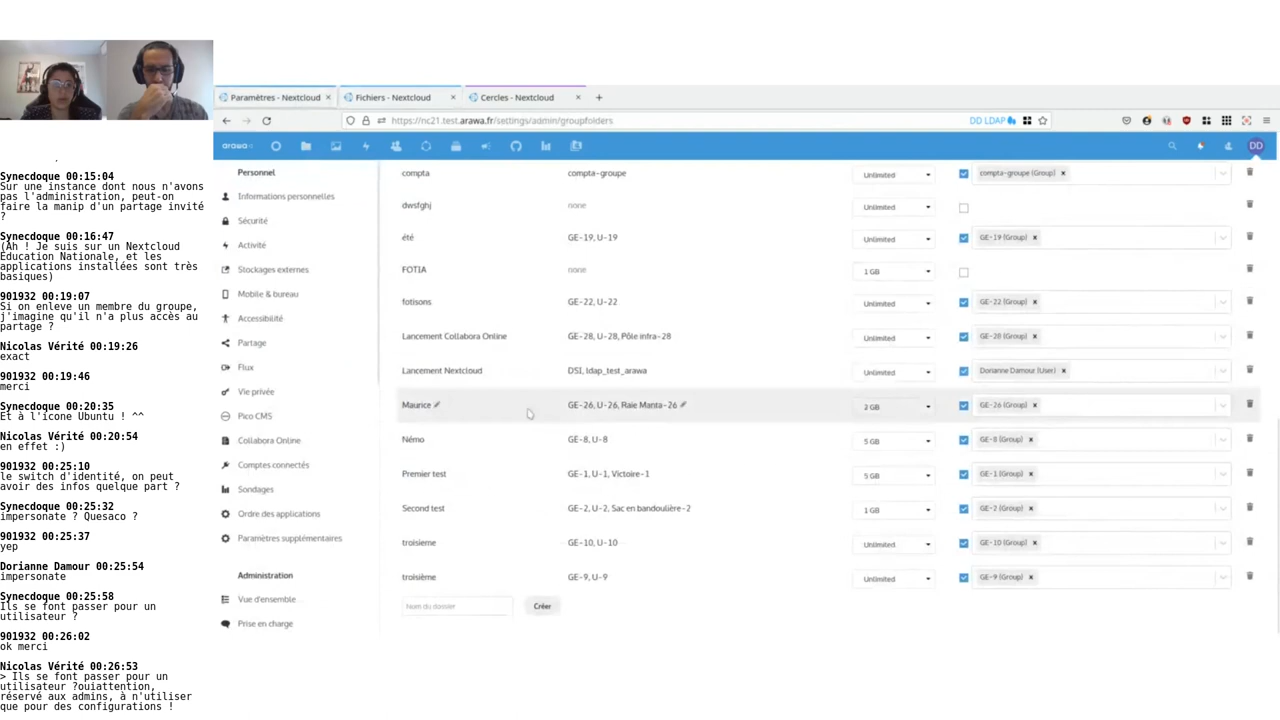 Synecdoque 00:15:04
Sur une instance dont nous n'avons
pas l'administration, peut-on
faire la manip d'un partage invité
?
Synecdoque 00:16:47
(Ah ! Je suis sur un Nextcloud
Éducation Nationale, et les
applications installées sont très
basiques)
901932 00:19:07
Si on enleve un membre du groupe,
j'imagine qu'il n'a plus accès au
partage ?
Nicolas Vérité 00:19:26
exact
901932 00:19:46
merci
Synecdoque 00:20:35
Et à l'icone Ubuntu ! ^^
Nicolas Vérité 00:20:54
en effet :)
901932 00:25:10
le switch d'identité, on peut
avoir des infos quelque part ?
Synecdoque 00:25:32
impersonate ? Quesaco ?
901932 00:25:37
yep
Dorianne Damour 00:25:54
impersonate
Synecdoque 00:25:58
Ils se font passer pour un
utilisateur ?
901932 00:26:02
ok merci
Nicolas Vérité 00:26:53
> Ils se font passer pour un
utilisateur ?ouiattention,
réservé aux admins, à n'utiliser
que pour des configurations !
Paramètres - Nextcloud
Fichiers - Nextcloud
Cercles - Nextcloud
https://nc21.test.arawa.fr/settings/admin/groupfolders
DD LDAP
arawa
DD
Personnel
Informations personnelles
Sécurité
Activité
Stockages externes
Mobile & bureau
Accessibilité
Partage
Flux
Vie privée
Pico CMS
Collabora Online
Comptes connectés
Sondages
Ordre des applications
Paramètres supplémentaires
Administration
Vue d'ensemble
Prise en charge
compta compta-groupe Unlimited compta-groupe (Group)
dwsfghj none Unlimited
été GE-19, U-19 Unlimited GE-19 (Group)
FOTIA none 1 GB
fotisons GE-22, U-22 Unlimited GE-22 (Group)
Lancement Collabora Online GE-28, U-28, Pôle infra-28 Unlimited GE-28 (Group)
Lancement Nextcloud DSI, ldap_test_arawa Unlimited Dorianne Damour (User)
Maurice GE-26, U-26, Raie Manta-26 2 GB GE-26 (Group)
Némo GE-8, U-8 5 GB GE-8 (Group)
Premier test GE-1, U-1, Victoire-1 5 GB GE-1 (Group)
Second test GE-2, U-2, Sac en bandoulière-2 1 GB GE-2 (Group)
troisieme GE-10, U-10 Unlimited GE-10 (Group)
troisième GE-9, U-9 Unlimited GE-9 (Group)
Nom du dossier Créer